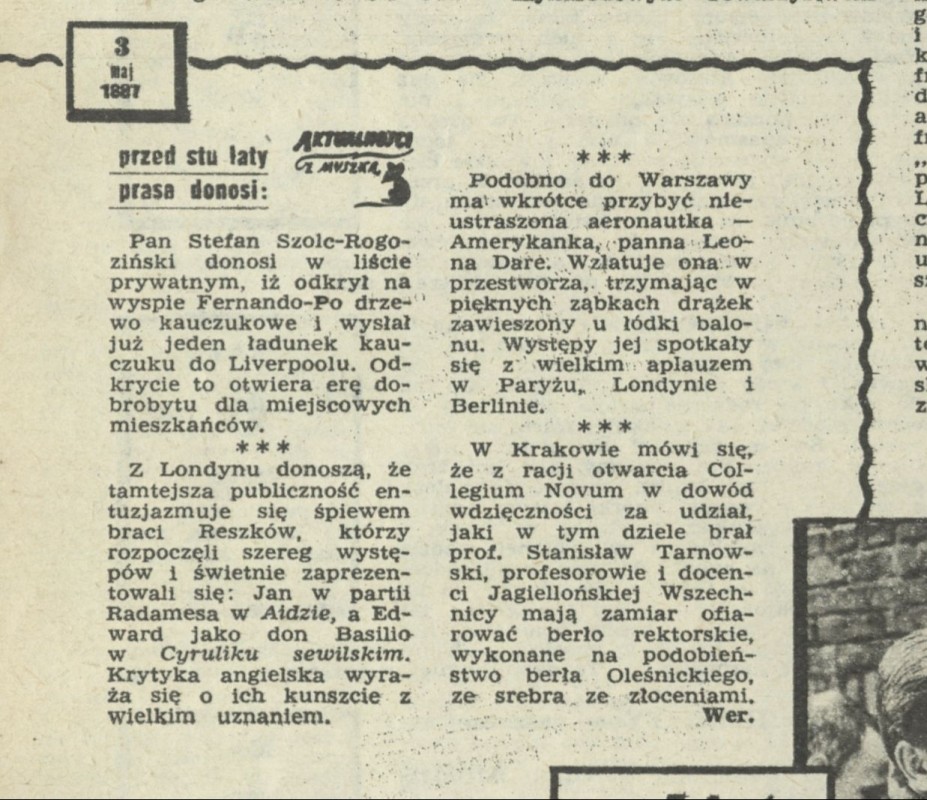 3
maj
1887
przed stu laty
prasa donosi:
AKTUALNOŚCI
Z MUSZKĄ
Pan Stefan Szolc-Rogo-
ziński donosi w liście
prywatnym, iż odkrył na
wyspie Fernando-Po drze-
wo kauczukowe i wysłał
już jeden ładunek kau-
czuku do Liverpoolu. Od-
krycie to otwiera erę do-
brobytu dla miejscowych
mieszkańców.
* * *
Z Londynu donoszą, że
tamtejsza publiczność en-
tuzjazmuje się śpiewem
braci Reszków, którzy
rozpoczęli szereg wystę-
pów i świetnie zaprezen-
towali się: Jan w partii
Radamesa w Aidzie, a Ed-
ward jako don Basilio
w Cyruliku sewilskim.
Krytyka angielska wyra-
ża się o ich kunszcie z
wielkim uznaniem.
* * *
Podobno do Warszawy
ma wkrótce przybyć nie-
ustraszona aeronautka —
Amerykanka, panna Leo-
na Dare. Wzlatuje ona w
przestworza, trzymając w
pięknych ząbkach drążek
zawieszony u łódki balo-
nu. Występy jej spotkały
się z wielkim aplauzem
w Paryżu, Londynie i
Berlinie.
* * *
W Krakowie mówi się,
że z racji otwarcia Col-
legium Novum w dowód
wdzięczności za udział,
jaki w tym dziele brał
prof. Stanisław Tarnow-
ski, profesorowie i docen-
ci Jagiellońskiej Wszech-
nicy mają zamiar ofia-
rować berło rektorskie,
wykonane na podobień-
stwo berła Oleśnickiego,
ze srebra ze złoceniami.
Wer.